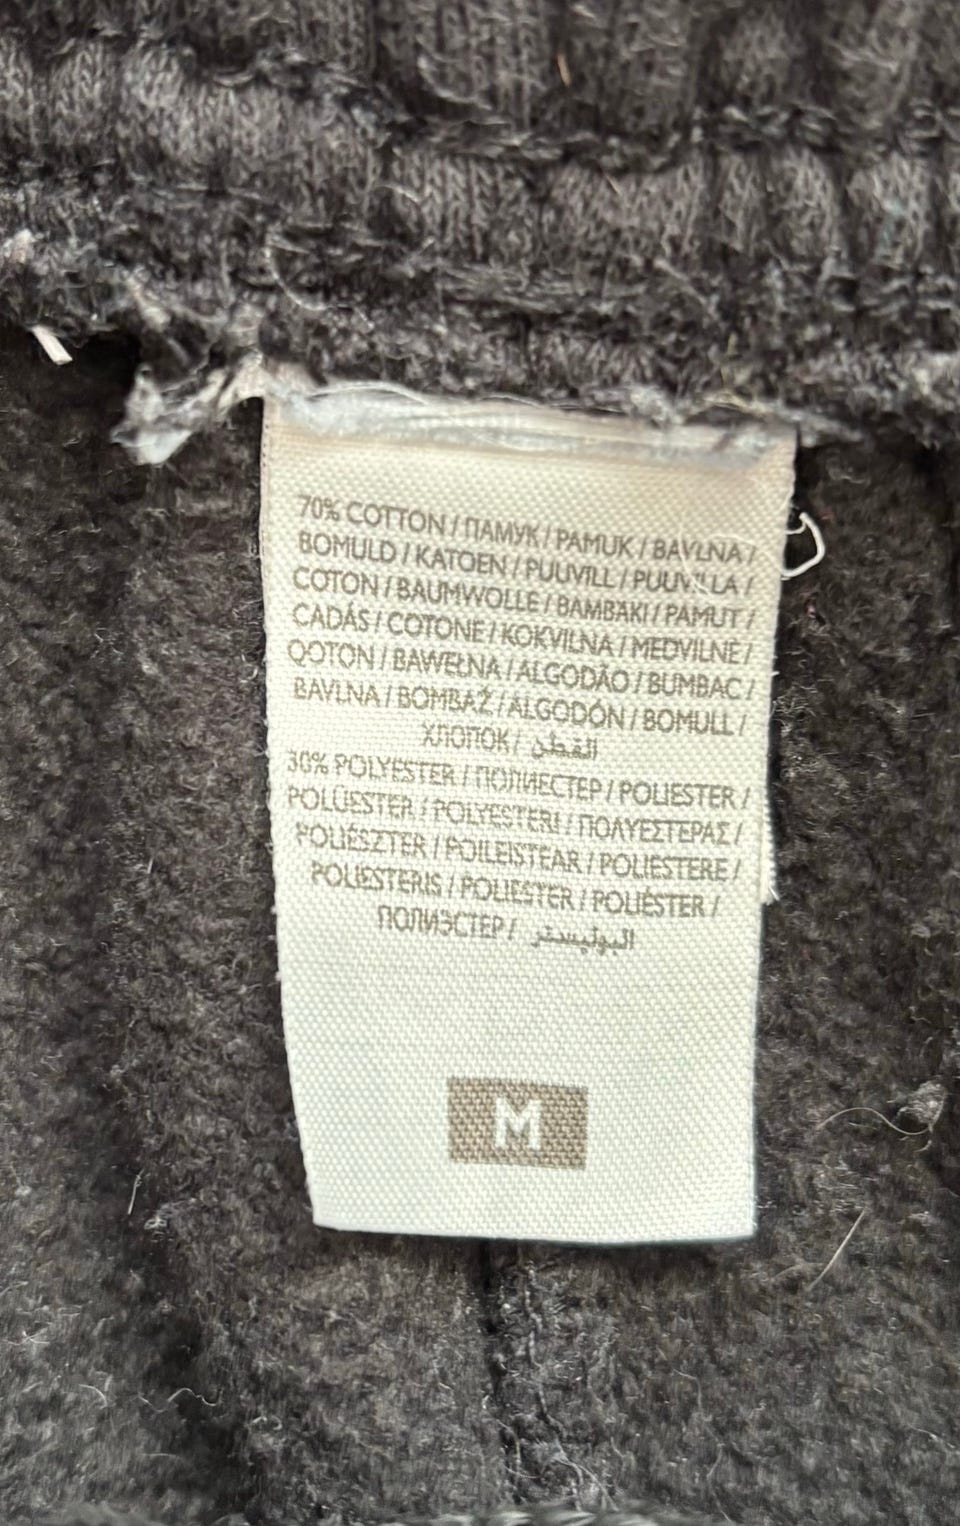 70% COTTON / ПАМУК / PAMUK / BAVLNA /
BOMULD / KATOEN / PUUVILL / PUUVILLA /
COTON / BAUMWOLLE / ΒΑΜΒΑΚΙ / PAMUT /
CADÁS / COTONE / KOKVILNA / MEDVILNĖ /
QOTON / BAWEŁNA / ALGODÃO / BUMBAC /
BAVLNA / BOMBAŽ / ALGODÓN / BOMULL /
ХЛОПОК / القطن
30% POLYESTER / ПОЛИЕСТЕР / POLIESTER /
POLÜESTER / POLYESTERI / ΠΟΛΥΕΣΤΕΡΑΣ /
POLIÉSZTER / POILEISTEAR / POLIESTERE /
POLIESTERIS / POLIESTER / POLIÉSTER /
ПОЛИЭСТЕР / البوليستر
M